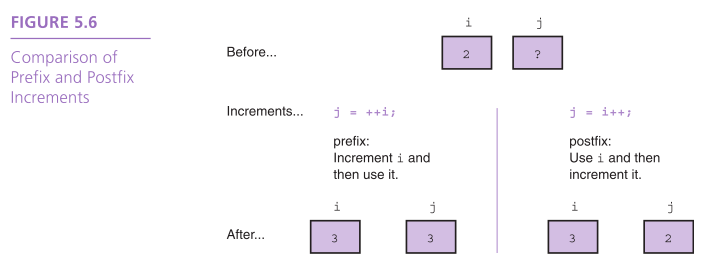 FIGURE 5.6
Comparison of
Prefix and Postfix
Increments
i j
Before...
2 ?
Increments...
j = ++i;
prefix:
Increment i and
then use it.
j = i++;
postfix:
Use i and then
increment it.
i j i j
After...
3 3 3 2